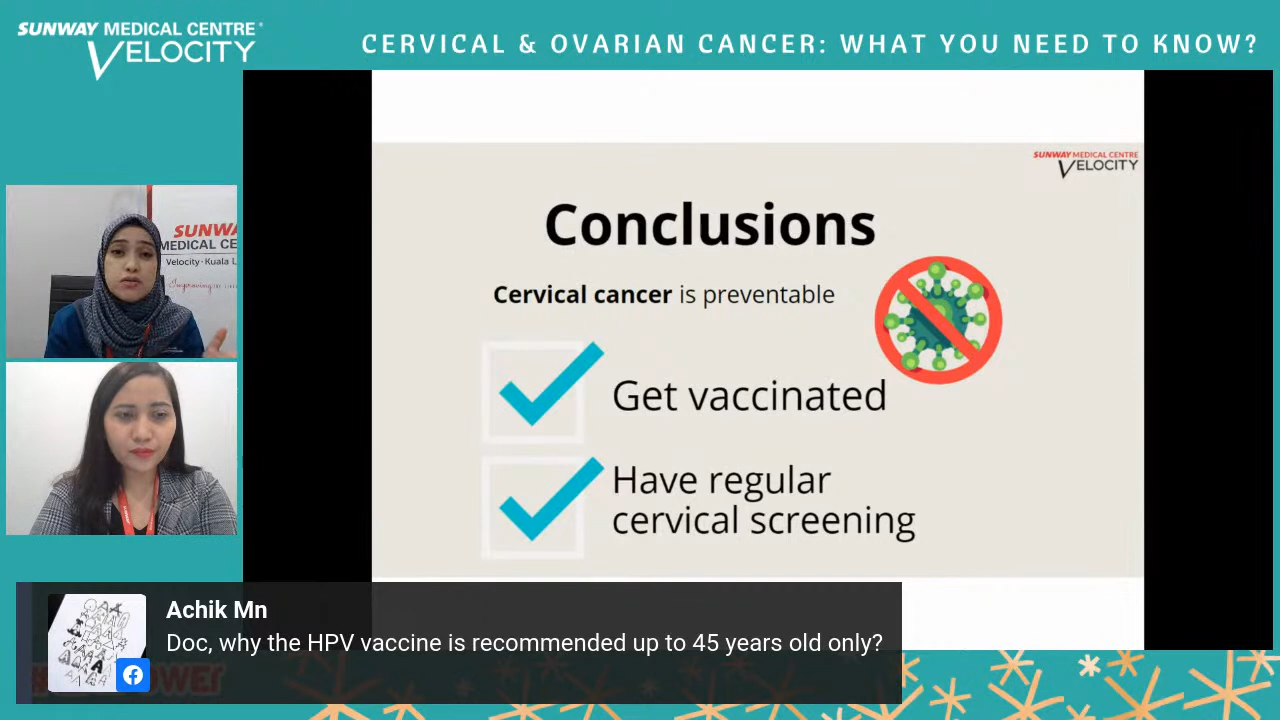 SUNWAY MEDICAL CENTRE
VELOCITY
CERVICAL & OVARIAN CANCER: WHAT YOU NEED TO KNOW?
SUNWAY MEDICAL CENTRE
VELOCITY
Conclusions
Cervical cancer is preventable
Get vaccinated
Have regular
cervical screening
SUNWA
MEDICAL CE
Velocity · Kuala L
Achik Mn
Doc, why the HPV vaccine is recommended up to 45 years old only?